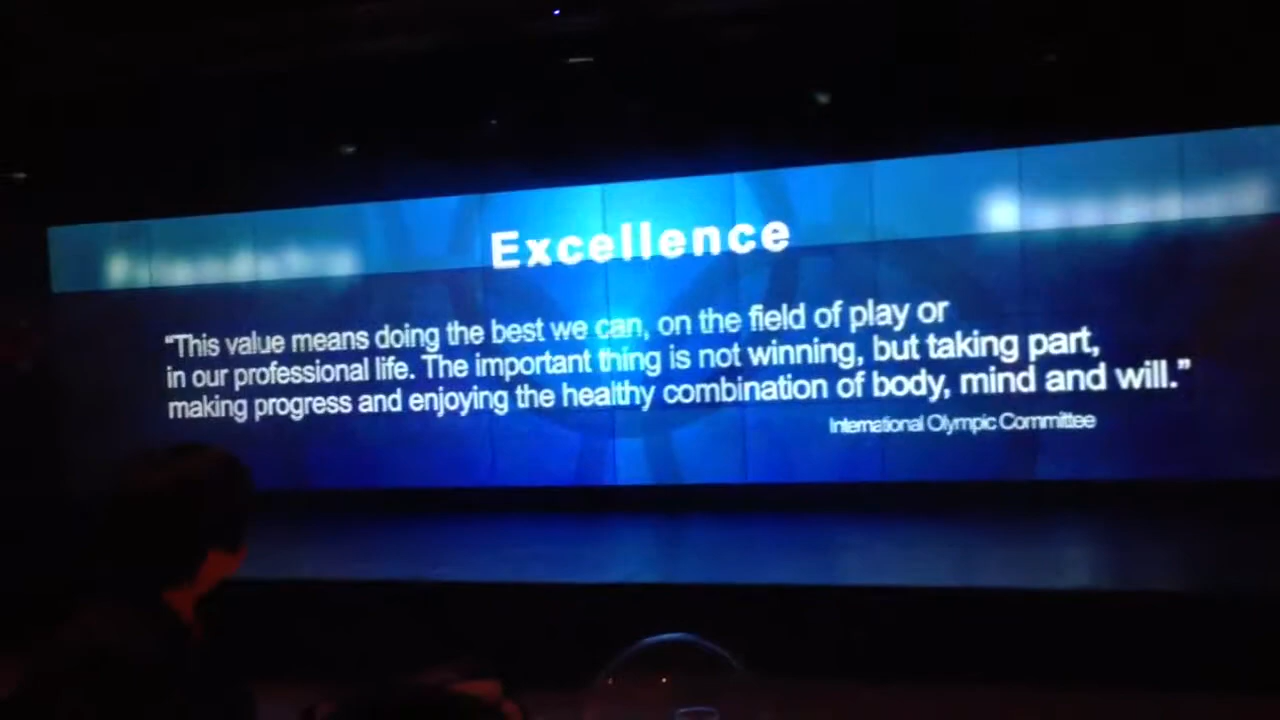 Excellence
“This value means doing the best we can, on the field of play or
in our professional life. The important thing is not winning, but taking part,
making progress and enjoying the healthy combination of body, mind and will.”
International Olympic Committee